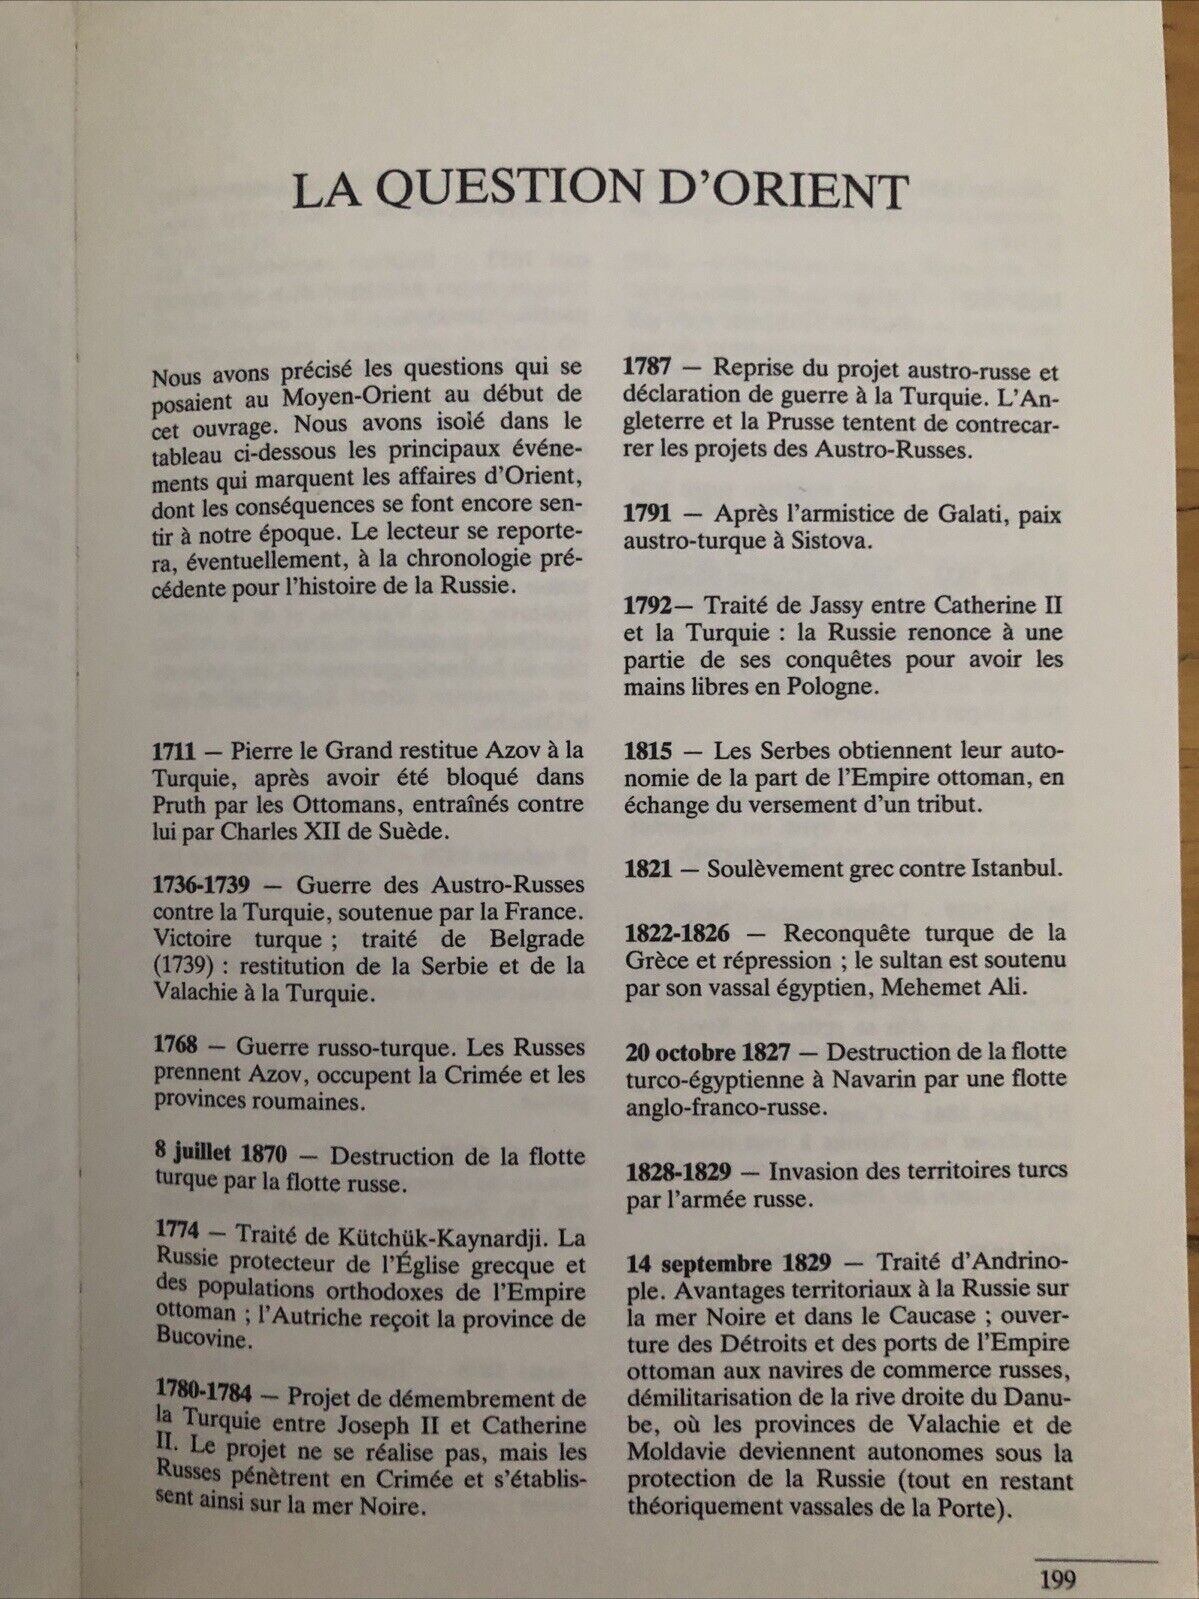 LA QUESTION D'ORIENT
Nous avons précisé les questions qui se
posaient au Moyen-Orient au début de
cet ouvrage. Nous avons isolé dans le
tableau ci-dessous les principaux événe-
ments qui marquent les affaires d'Orient,
dont les conséquences se font encore sen-
tir à notre époque. Le lecteur se reporte-
ra, éventuellement, à la chronologie pré-
cédente pour l'histoire de la Russie.
1711 — Pierre le Grand restitue Azov à la
Turquie, après avoir été bloqué dans
Pruth par les Ottomans, entraînés contre
lui par Charles XII de Suède.
1736-1739 — Guerre des Austro-Russes
contre la Turquie, soutenue par la France.
Victoire turque ; traité de Belgrade
(1739) : restitution de la Serbie et de la
Valachie à la Turquie.
1768 — Guerre russo-turque. Les Russes
prennent Azov, occupent la Crimée et les
provinces roumaines.
8 juillet 1870 — Destruction de la flotte
turque par la flotte russe.
1774 — Traité de Kütchük-Kaynardji. La
Russie protecteur de l'Église grecque et
des populations orthodoxes de l'Empire
ottoman ; l'Autriche reçoit la province de
Bucovine.
1780-1784 — Projet de démembrement de
la Turquie entre Joseph II et Catherine
II. Le projet ne se réalise pas, mais les
Russes pénètrent en Crimée et s'établis-
sent ainsi sur la mer Noire.
1787 — Reprise du projet austro-russe et
déclaration de guerre à la Turquie. L'An-
gleterre et la Prusse tentent de contrecar-
rer les projets des Austro-Russes.
1791 — Après l'armistice de Galati, paix
austro-turque à Sistova.
1792— Traité de Jassy entre Catherine II
et la Turquie : la Russie renonce à une
partie de ses conquêtes pour avoir les
mains libres en Pologne.
1815 — Les Serbes obtiennent leur auto-
nomie de la part de l'Empire ottoman, en
échange du versement d'un tribut.
1821 — Soulèvement grec contre Istanbul.
1822-1826 — Reconquête turque de la
Grèce et répression ; le sultan est soutenu
par son vassal égyptien, Mehemet Ali.
20 octobre 1827 — Destruction de la flotte
turco-égyptienne à Navarin par une flotte
anglo-franco-russe.
1828-1829 — Invasion des territoires turcs
par l'armée russe.
14 septembre 1829 — Traité d'Andrino-
ple. Avantages territoriaux à la Russie sur
la mer Noire et dans le Caucase ; ouver-
ture des Détroits et des ports de l'Empire
ottoman aux navires de commerce russes,
démilitarisation de la rive droite du Danu-
be, où les provinces de Valachie et de
Moldavie deviennent autonomes sous la
protection de la Russie (tout en restant
théoriquement vassales de la Porte).
199